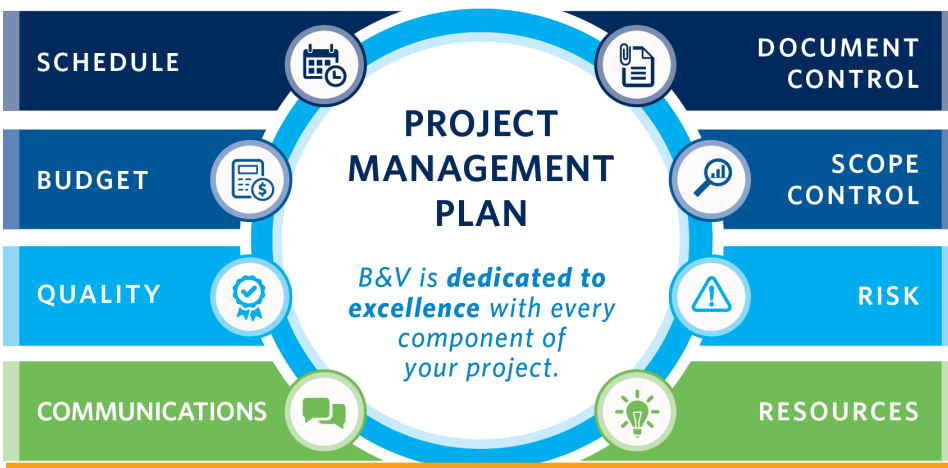 SCHEDULE
BUDGET
QUALITY
COMMUNICATIONS
PROJECT
MANAGEMENT
PLAN
B&V is dedicated to
excellence with every
component of
your project.
DOCUMENT
CONTROL
SCOPE
CONTROL
RISK
RESOURCES
$